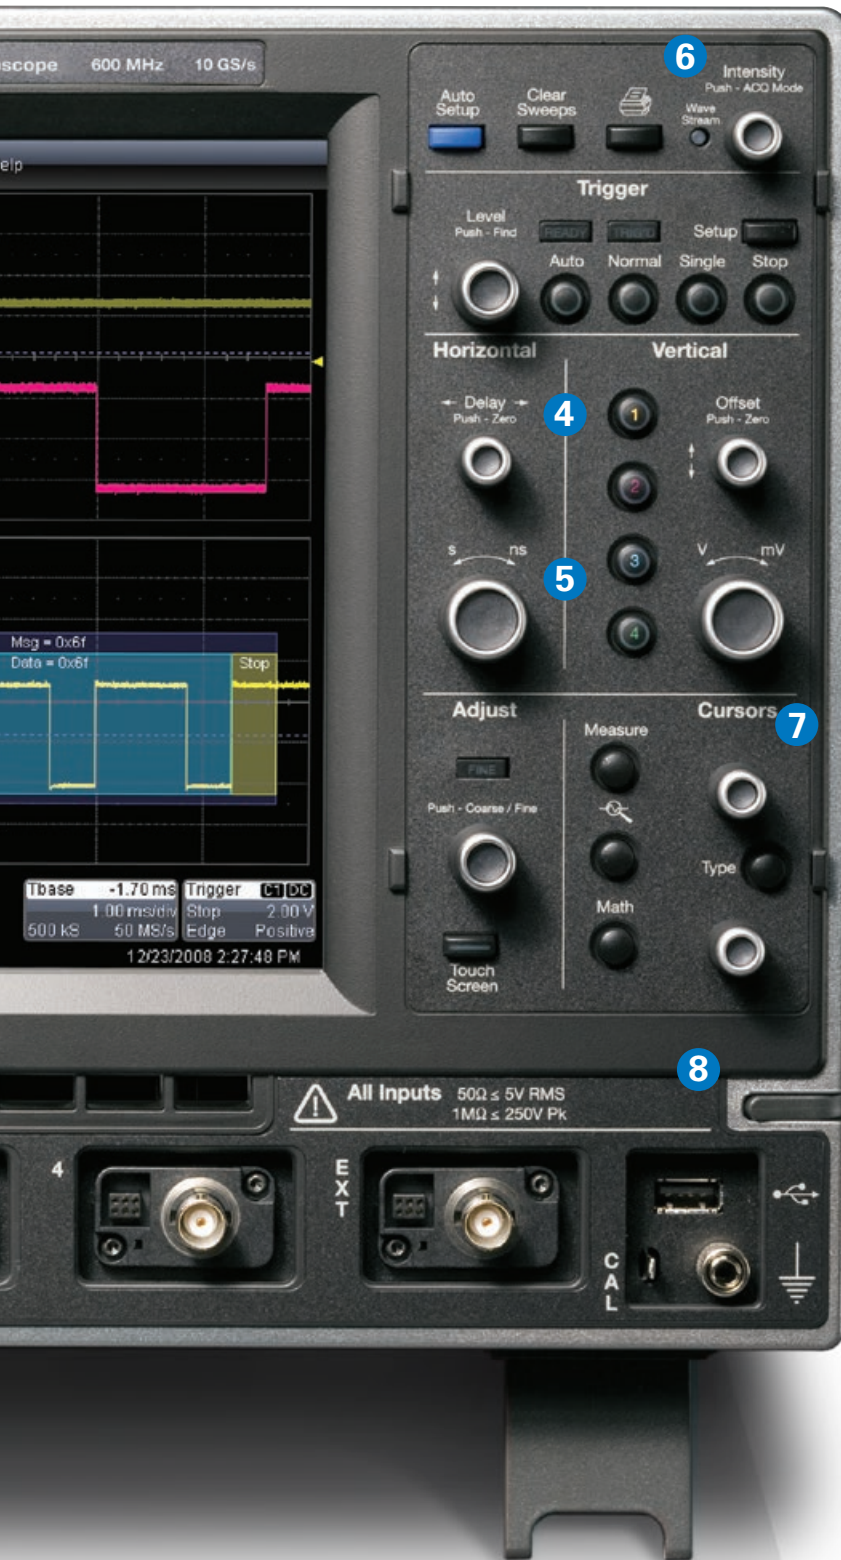 scope 600 MHz 10 GS/s
elp
6
Intensity
Push - ACQ Mode
Auto
Setup
Clear
Sweeps
Wave
Stream
Trigger
Level
Push - Find
READY
TRIG'D
Setup
Auto
Normal
Single
Stop
Horizontal
Vertical
Delay
Push - Zero
4
1
Offset
Push - Zero
2
s
ns
5
3
V
mV
4
Msg = 0x6f
Data = 0x6f
Stop
Adjust
Cursors
7
Measure
FINE
Push - Coarse / Fine
Type
Math
Touch
Screen
Tbase -1.70 ms
1.00 ms/div
500 kS 50 MS/s
Trigger C1 DC
Stop 2.00 V
Edge Positive
12/23/2008 2:27:48 PM
8
All Inputs 50Ω ≤ 5V RMS
1MΩ ≤ 250V Pk
4
EXT
CAL